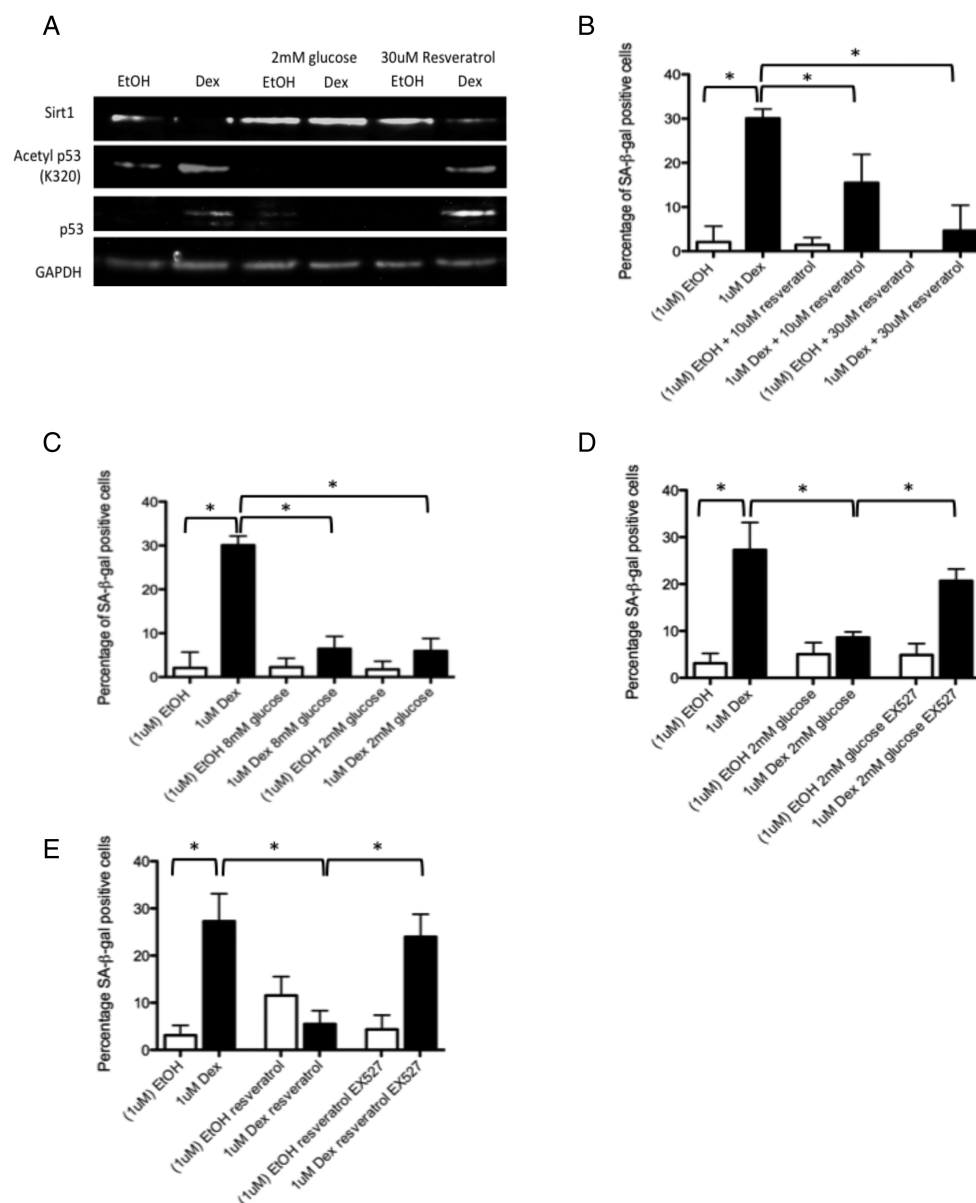 A
2mM glucose 30uM Resveratrol
EtOH Dex EtOH Dex EtOH Dex
Sirt1
Acetyl p53
(K320)
p53
GAPDH
B
Percentage of SA-β-gal positive cells
40
30
20
10
0
* * *
(1uM) EtOH
1uM Dex
(1uM) EtOH + 10uM resveratrol
1uM Dex + 10uM resveratrol
(1uM) EtOH + 30uM resveratrol
1uM Dex + 30uM resveratrol
C
Percentage of SA-β-gal positive cells
40
30
20
10
0
* * *
(1uM) EtOH
1uM Dex
(1uM) EtOH 8mM glucose
1uM Dex 8mM glucose
(1uM) EtOH 2mM glucose
1uM Dex 2mM glucose
D
Percentage SA-β-gal positive cells
40
30
20
10
0
* * *
(1uM) EtOH
1uM Dex
(1uM) EtOH 2mM glucose
1uM Dex 2mM glucose
(1uM) EtOH 2mM glucose EX527
1uM Dex 2mM glucose EX527
E
Percentage SA-β-gal positive cells
40
30
20
10
0
* * *
(1uM) EtOH
1uM Dex
(1uM) EtOH resveratrol
1uM Dex resveratrol
(1uM) EtOH resveratrol EX527
1uM Dex resveratrol EX527